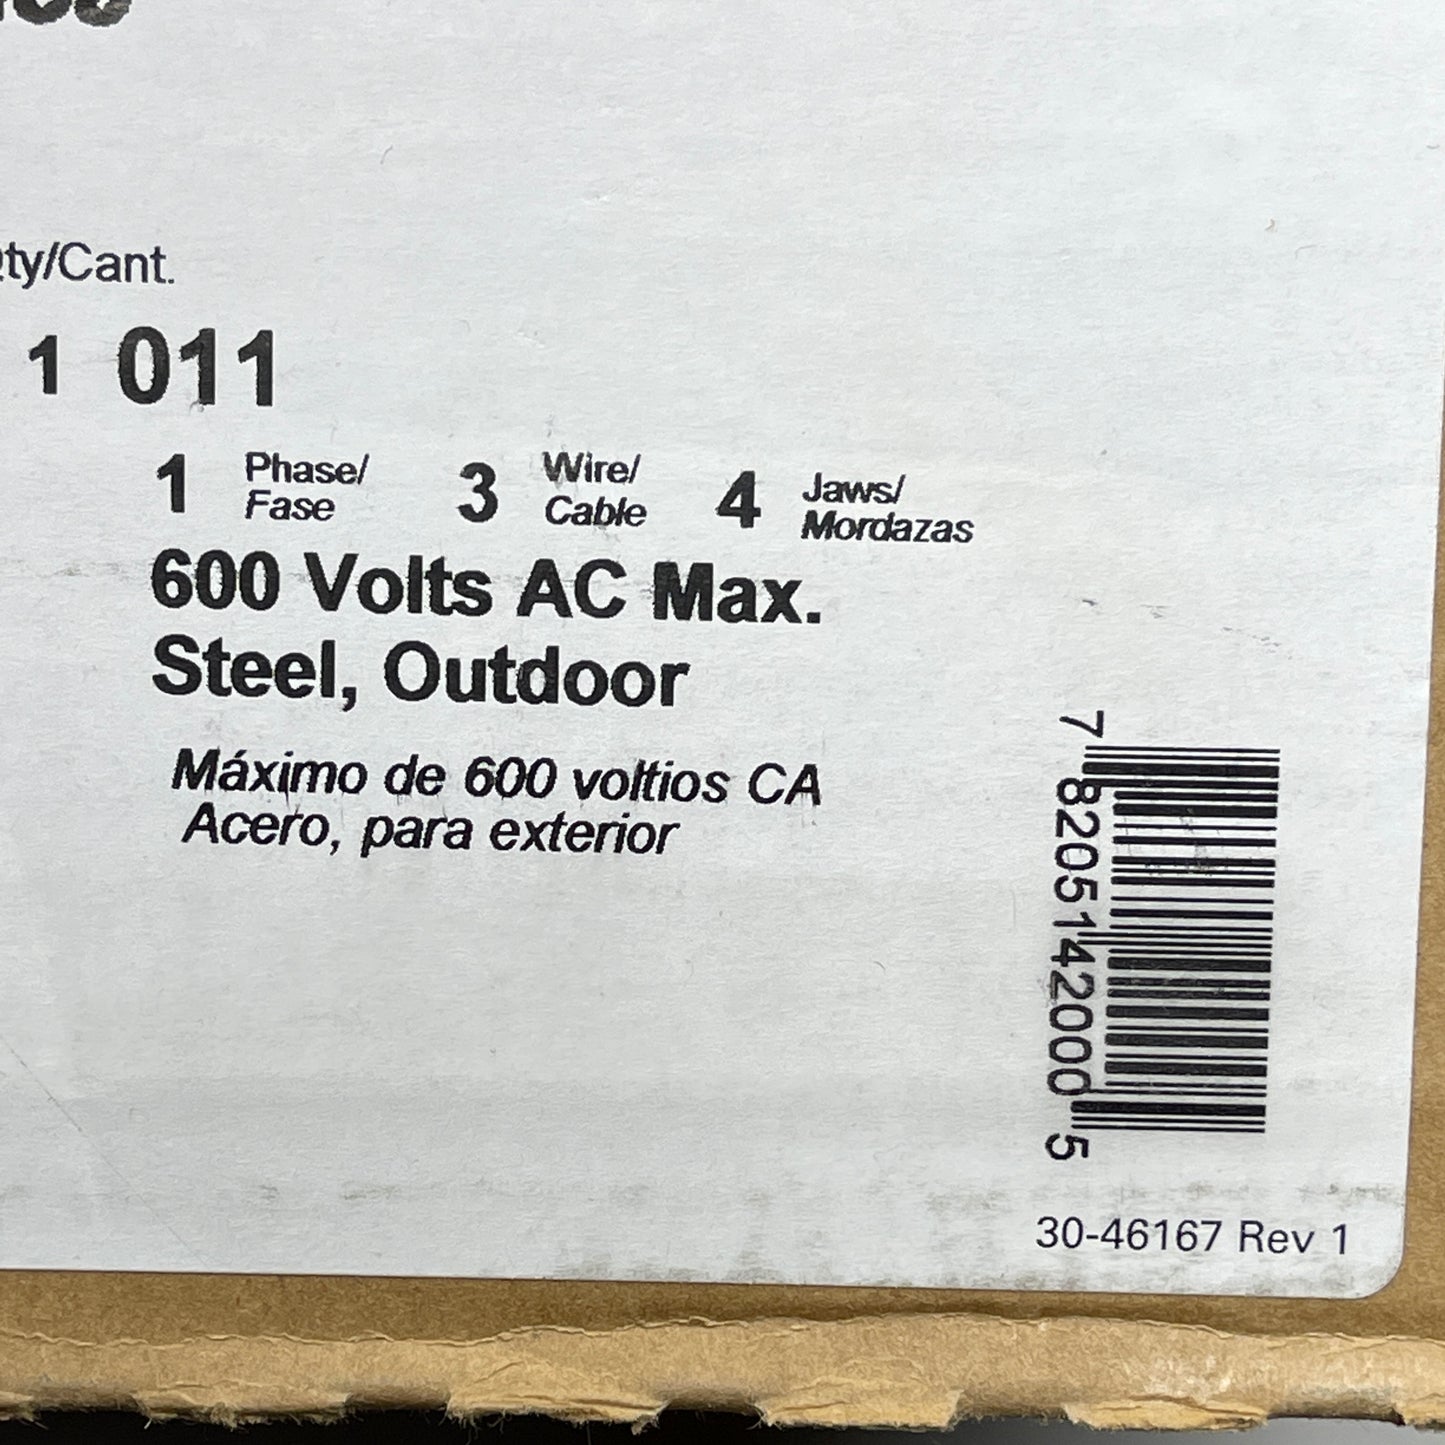 /Cant.
1 011
1 Phase/ 3 Wire/ 4 Jaws/
Fase Cable Mordazas
600 Volts AC Max.
Steel, Outdoor
Máximo de 600 voltios CA
Acero, para exterior
7 82051 42000 5
30-46167 Rev 1